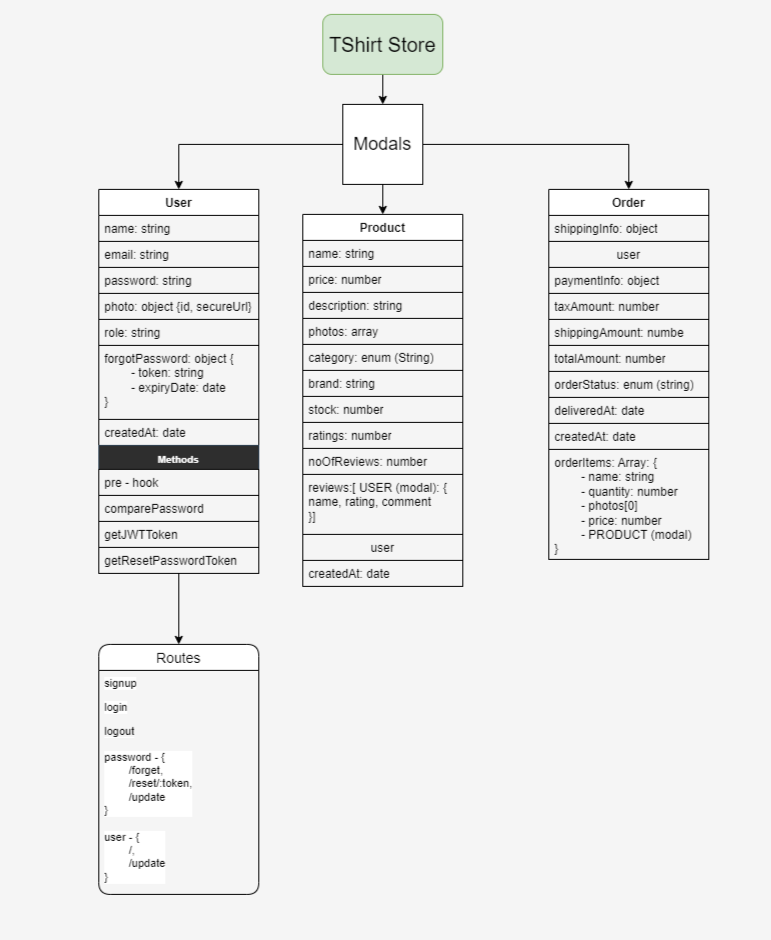 TShirt Store
Modals
User
name: string
email: string
password: string
photo: object {id, secureUrl}
role: string
forgotPassword: object {
- token: string
- expiryDate: date
}
createdAt: date
Methods
pre - hook
comparePassword
getJWTToken
getResetPasswordToken
Product
name: string
price: number
description: string
photos: array
category: enum (String)
brand: string
stock: number
ratings: number
noOfReviews: number
reviews:[ USER (modal): {
name, rating, comment
}]
user
createdAt: date
Order
shippingInfo: object
user
paymentInfo: object
taxAmount: number
shippingAmount: numbe
totalAmount: number
orderStatus: enum (string)
deliveredAt: date
createdAt: date
orderItems: Array: {
- name: string
- quantity: number
- photos[0]
- price: number
- PRODUCT (modal)
}
Routes
signup
login
logout
password - {
/forget,
/reset/:token,
/update
}
user - {
/,
/update
}